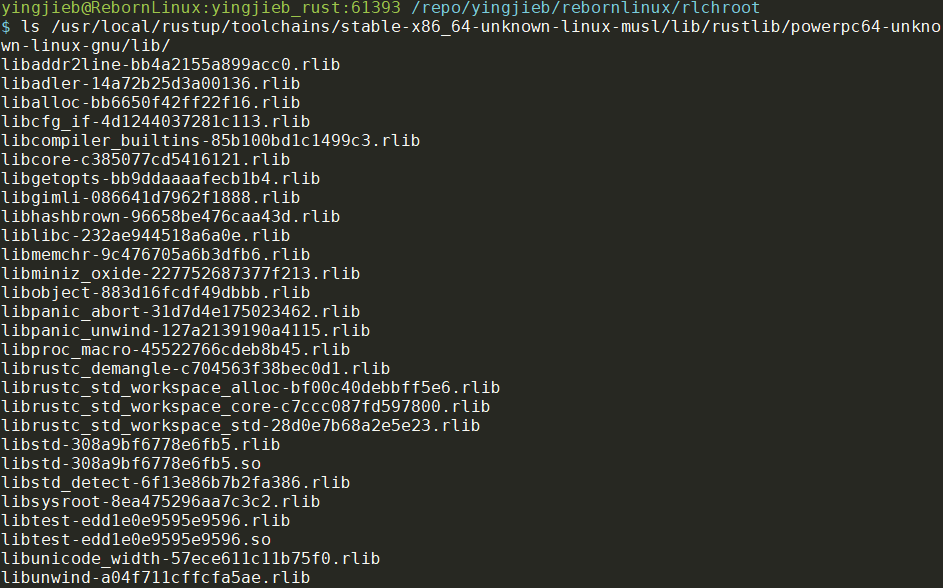 yingjieb@RebornLinux:yingjieb_rust:61393 /repo/yingjieb/rebornlinux/rlchroot
$ ls /usr/local/rustup/toolchains/stable-x86_64-unknown-linux-musl/lib/rustlib/powerpc64-unkno
wn-linux-gnu/lib/
libaddr2line-bb4a2155a899acc0.rlib
libadler-14a72b25d3a00136.rlib
liballoc-bb6650f42ff22f16.rlib
libcfg_if-4d1244037281c113.rlib
libcompiler_builtins-85b100bd1c1499c3.rlib
libcore-c385077cd5416121.rlib
libgetopts-bb9ddaaaafecb1b4.rlib
libgimli-086641d7962f1888.rlib
libhashbrown-96658be476caa43d.rlib
liblibc-232ae944518a6a0e.rlib
libmemchr-9c476705a6b3dfb6.rlib
libminiz_oxide-227752687377f213.rlib
libobject-883d16fcdf49dbbb.rlib
libpanic_abort-31d7d4e175023462.rlib
libpanic_unwind-127a2139190a4115.rlib
libproc_macro-45522766cdeb8b45.rlib
librustc_demangle-c704563f38bec0d1.rlib
librustc_std_workspace_alloc-bf00c40debbff5e6.rlib
librustc_std_workspace_core-c7ccc087fd597800.rlib
librustc_std_workspace_std-28d0e7b68a2e5e23.rlib
libstd-308a9bf6778e6fb5.rlib
libstd-308a9bf6778e6fb5.so
libstd_detect-6f13e86b7b2fa386.rlib
libsysroot-8ea475296aa7c3c2.rlib
libtest-edd1e0e9595e9596.rlib
libtest-edd1e0e9595e9596.so
libunicode_width-57ece611c11b75f0.rlib
libunwind-a04f711cffcfa5ae.rlib